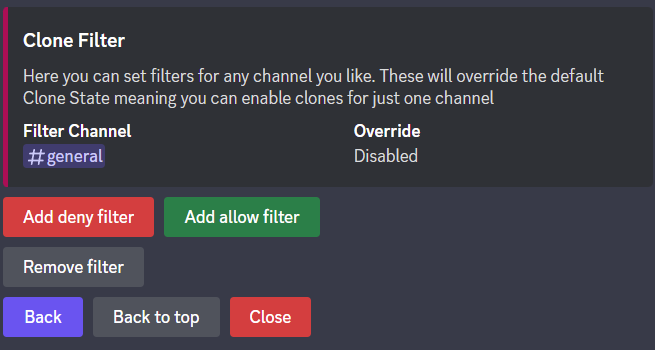 Clone Filter
Here you can set filters for any channel you like. These will override the default
Clone State meaning you can enable clones for just one channel
Filter Channel Override
#general Disabled
Add deny filter Add allow filter
Remove filter
Back Back to top Close